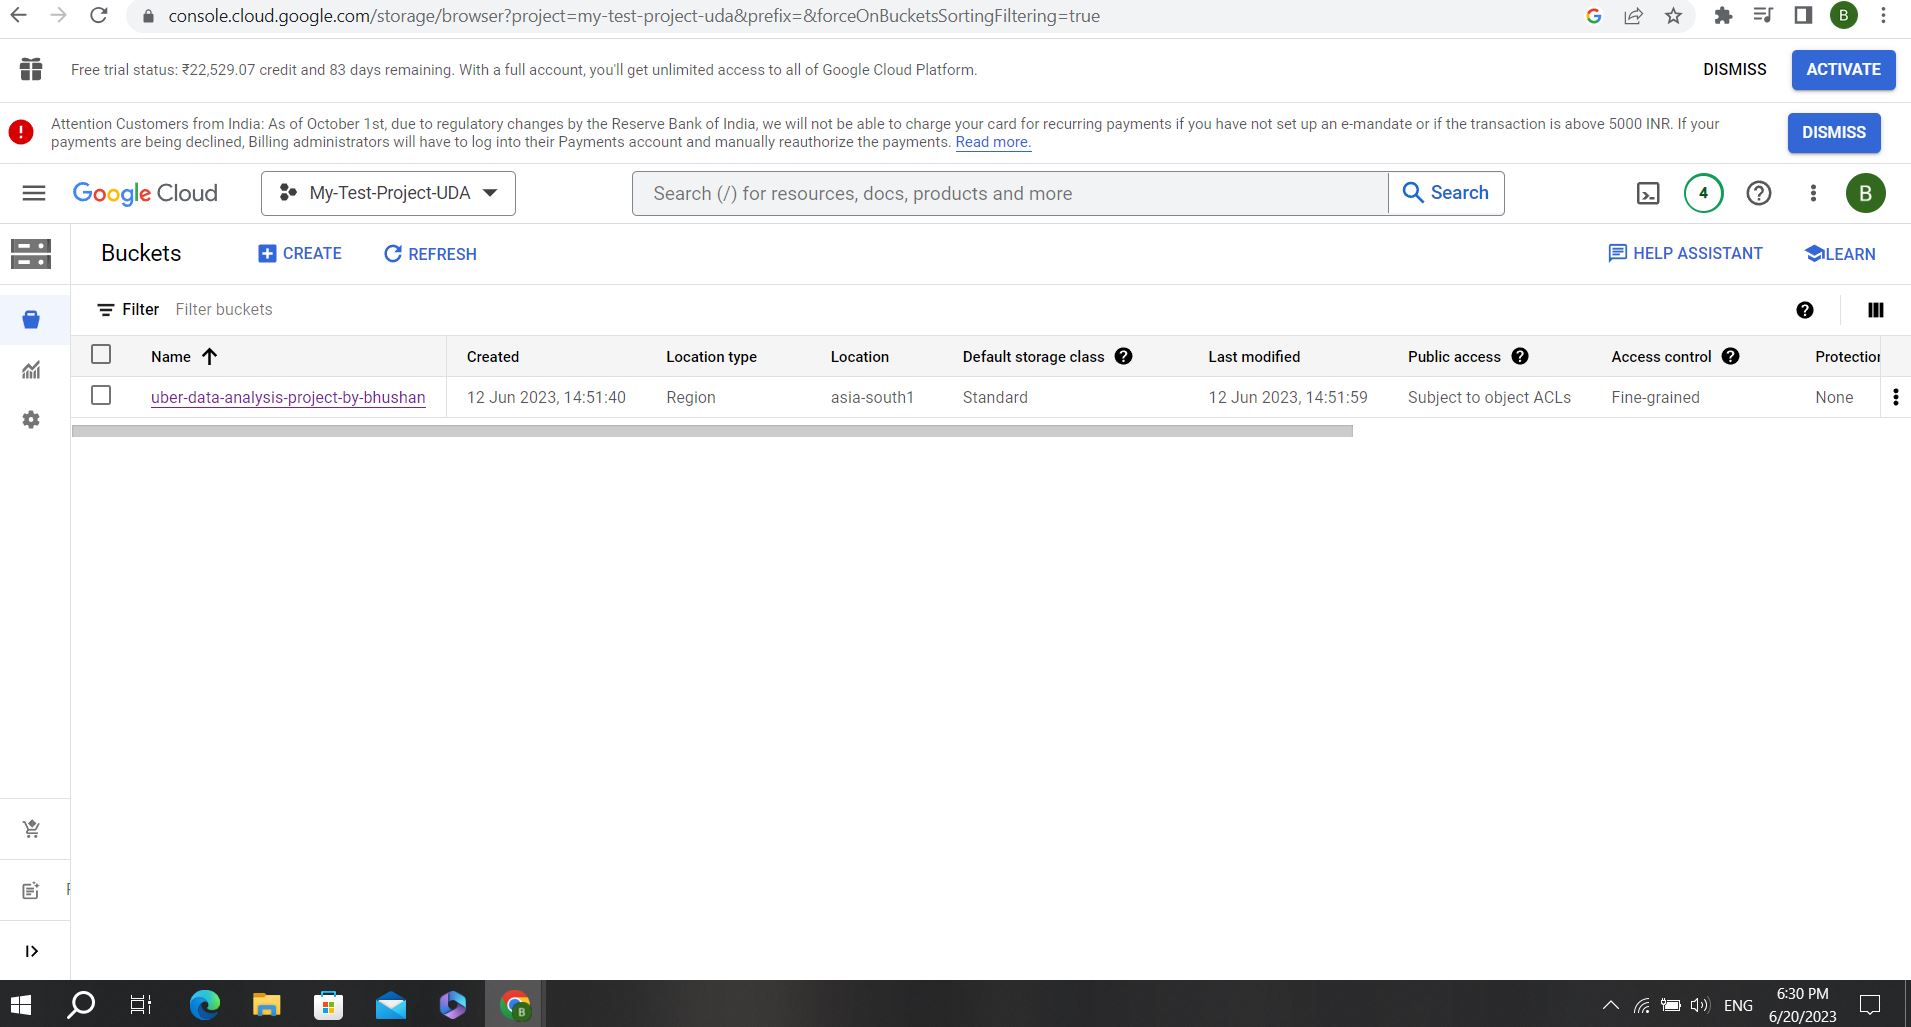 console.cloud.google.com/storage/browser?project=my-test-project-uda&prefix=&forceOnBucketsSortingFiltering=true
B
Free trial status: ₹22,529.07 credit and 83 days remaining. With a full account, you'll get unlimited access to all of Google Cloud Platform.
DISMISS
ACTIVATE
Attention Customers from India: As of October 1st, due to regulatory changes by the Reserve Bank of India, we will not be able to charge your card for recurring payments if you have not set up an e-mandate or if the transaction is above 5000 INR. If your
payments are being declined, Billing administrators will have to log into their Payments account and manually reauthorize the payments. Read more.
DISMISS
Google Cloud
My-Test-Project-UDA
Search (/) for resources, docs, products and more
Search
4
B
Buckets
CREATE
REFRESH
HELP ASSISTANT
LEARN
Filter Filter buckets
Name Created Location type Location Default storage class Last modified Public access Access control Protection
uber-data-analysis-project-by-bhushan 12 Jun 2023, 14:51:40 Region asia-south1 Standard 12 Jun 2023, 14:51:59 Subject to object ACLs Fine-grained None
B
ENG
6:30 PM
6/20/2023